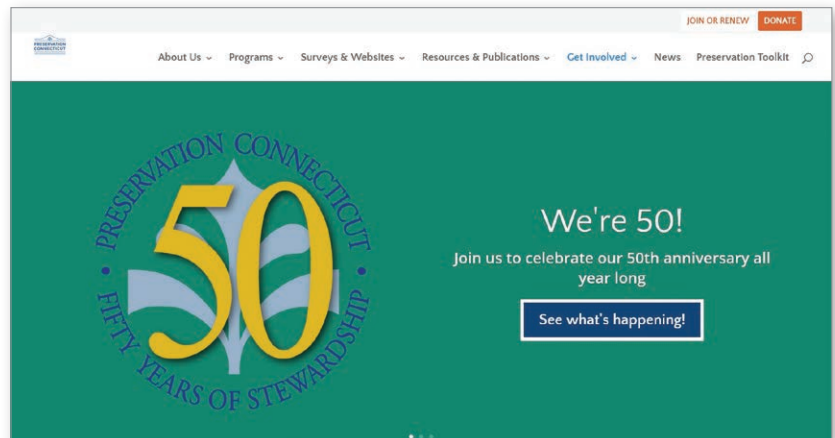 JOIN OR RENEW DONATE
PRESERVATION
CONNECTICUT
About Us Programs Surveys & Websites Resources & Publications Get Involved News Preservation Toolkit
PRESERVATION CONNECTICUT
50
FIFTY YEARS OF STEWARDSHIP
We're 50!
Join us to celebrate our 50th anniversary all
year long
See what's happening!